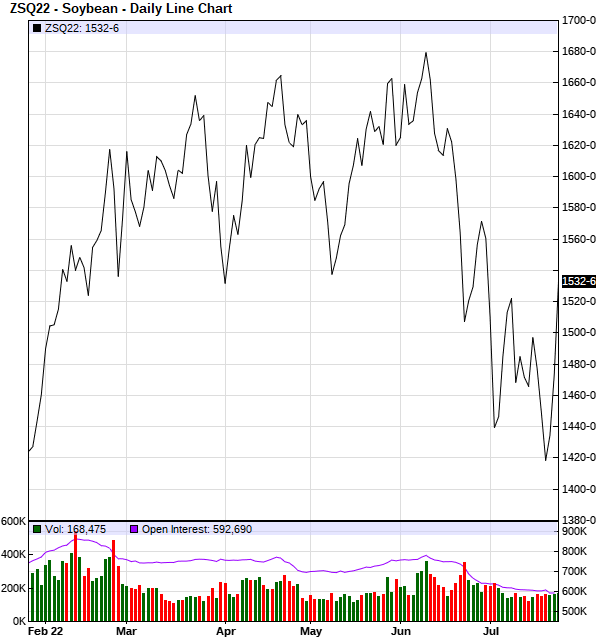 ZSQ22 - Soybean - Daily Line Chart
ZSQ22: 1532-6
1700-0
1680-0
1660-0
1640-0
1620-0
1600-0
1580-0
1560-0
1532-6
1520-0
1500-0
1480-0
1460-0
1440-0
1420-0
1400-0
1380-0
Vol: 168,475 Open Interest: 592,690
600K
400K
200K
0K
900K
800K
700K
600K
500K
Feb 22 Mar Apr May Jun Jul